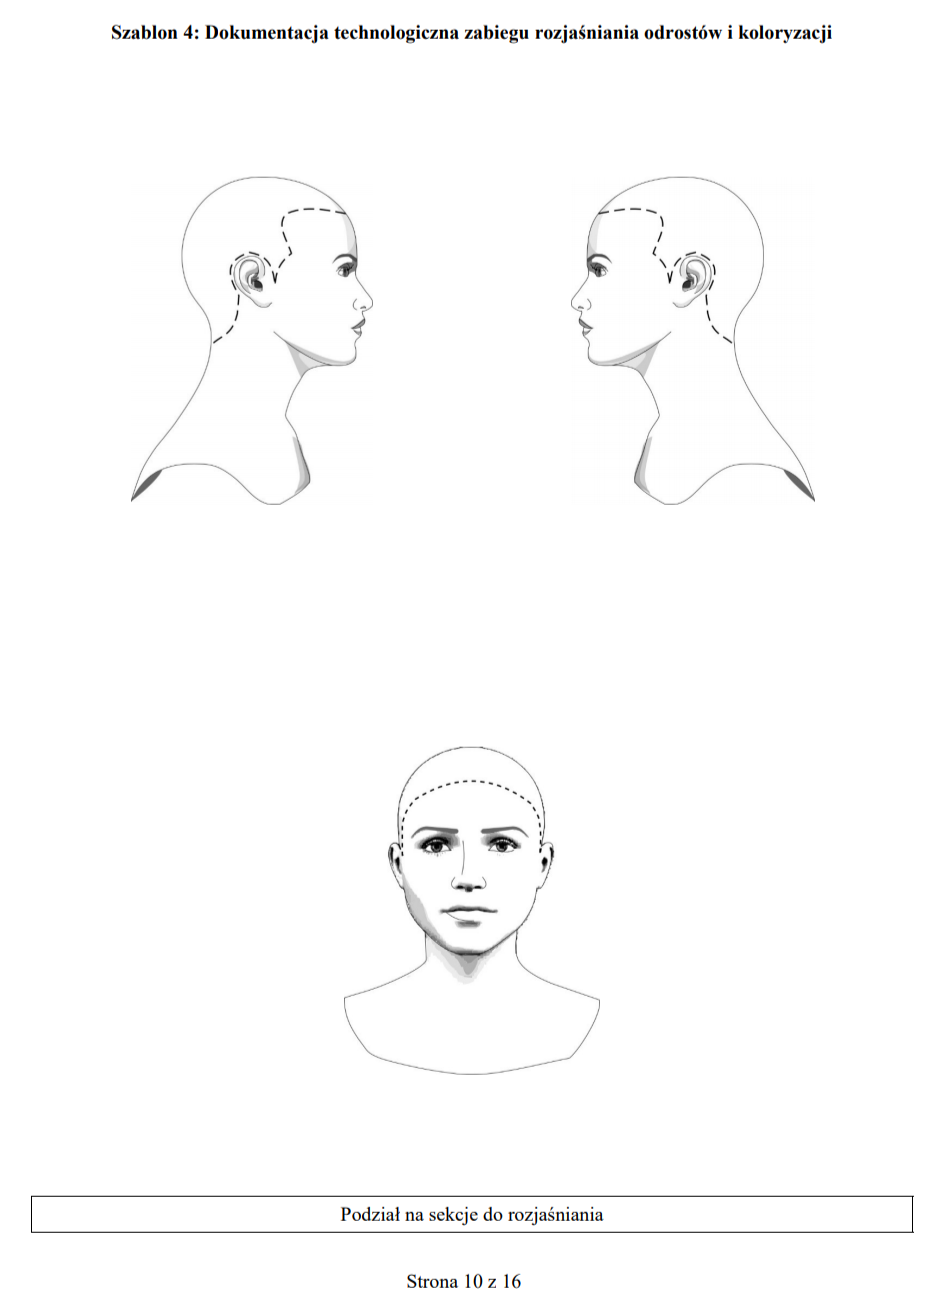 Szablon 4: Dokumentacja technologiczna zabiegu rozjaśniania odrostów i koloryzacji
Podział na sekcje do rozjaśniania
Strona 10 z 16